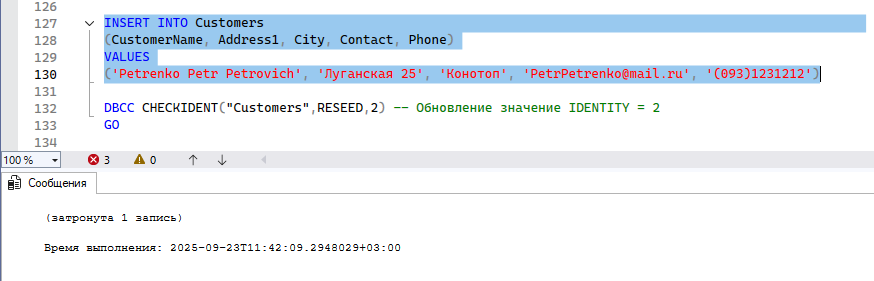 126
127 INSERT INTO Customers
128 (CustomerName, Address1, City, Contact, Phone)
129 VALUES
130 ('Petrenko Petr Petrovich', 'Луганская 25', 'Конотоп', 'PetrPetrenko@mail.ru', '(093)1231212')
131
132 DBCC CHECKIDENT("Customers",RESEED,2) -- Обновление значение IDENTITY = 2
133 GO
134
100 % 3 0
Сообщения
(затронута 1 запись)
Время выполнения: 2025-09-23T11:42:09.2948029+03:00